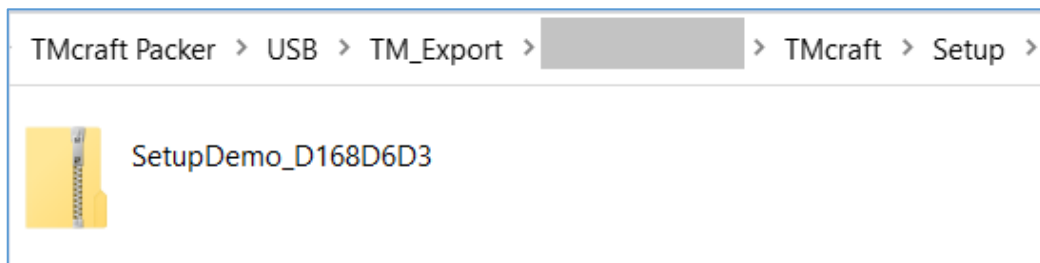 TMcraft Packer > USB > TM_Export > > TMcraft > Setup >
SetupDemo_D168D6D3